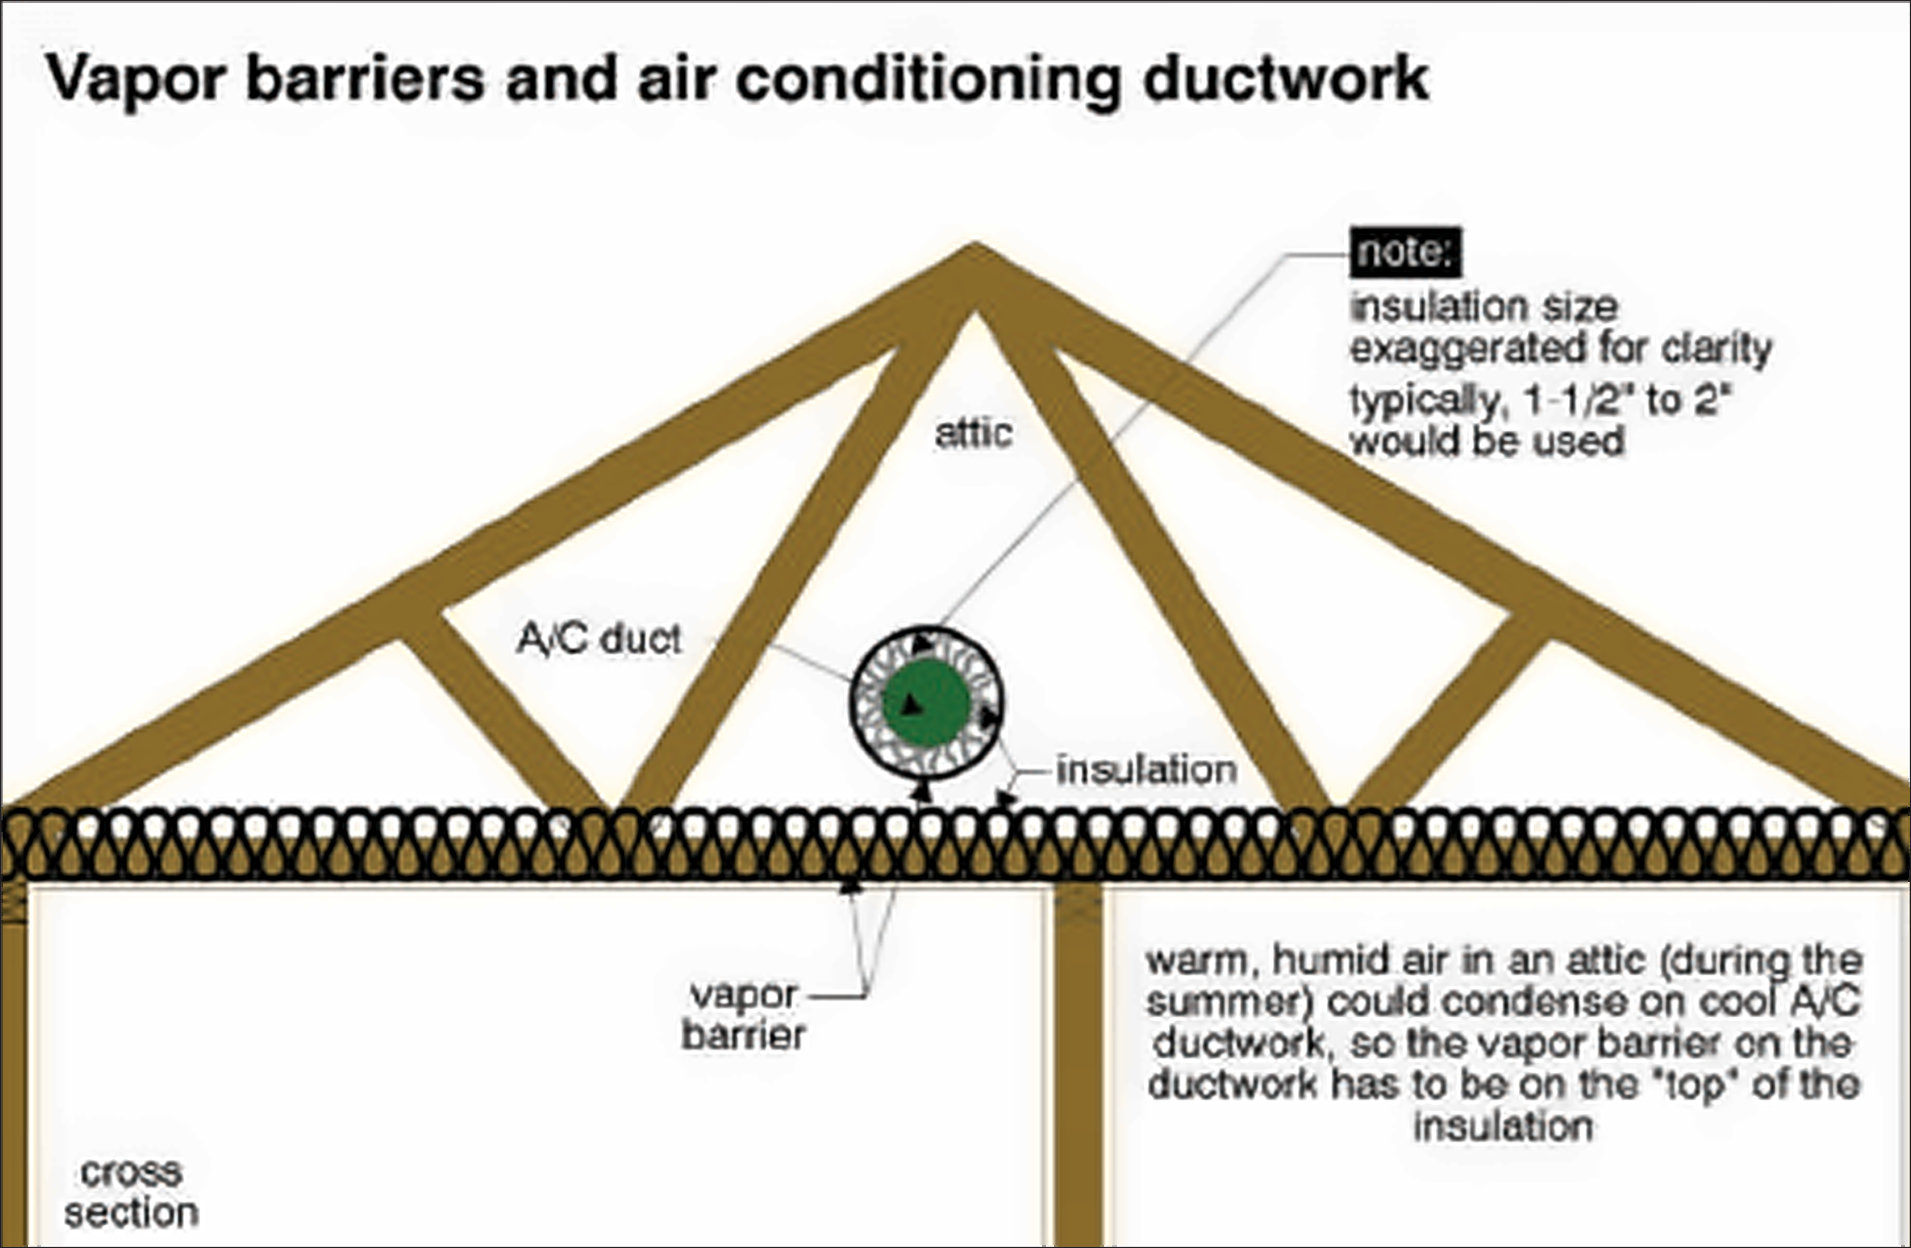 Vapor barriers and air conditioning ductwork
note:
insulation size
exaggerated for clarity
typically, 1-1/2" to 2"
would be used
attic
A/C duct
insulation
vapor
barrier
warm, humid air in an attic (during the
summer) could condense on cool A/C
ductwork, so the vapor barrier on the
ductwork has to be on the "top" of the
insulation
cross
section